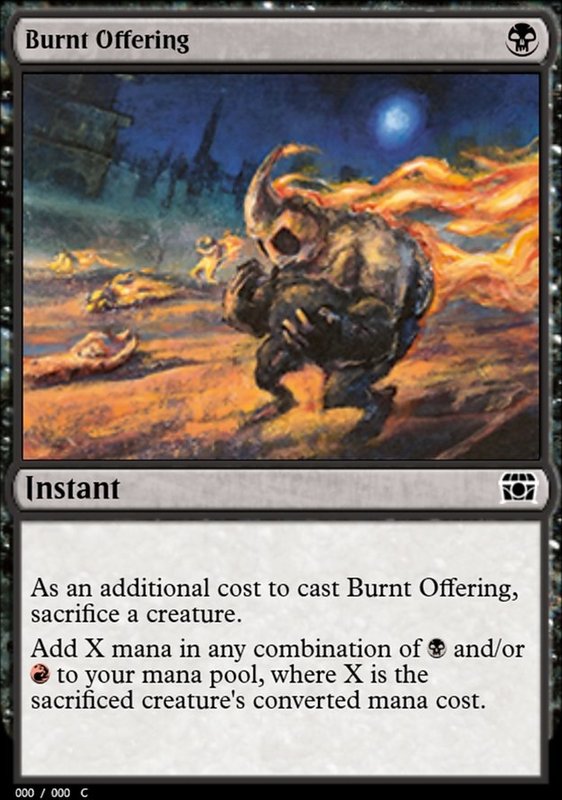 Burnt Offering
Instant
As an additional cost to cast Burnt Offering,
sacrifice a creature.
Add X mana in any combination of and/or
to your mana pool, where X is the
sacrificed creature's converted mana cost.
000 / 000 C